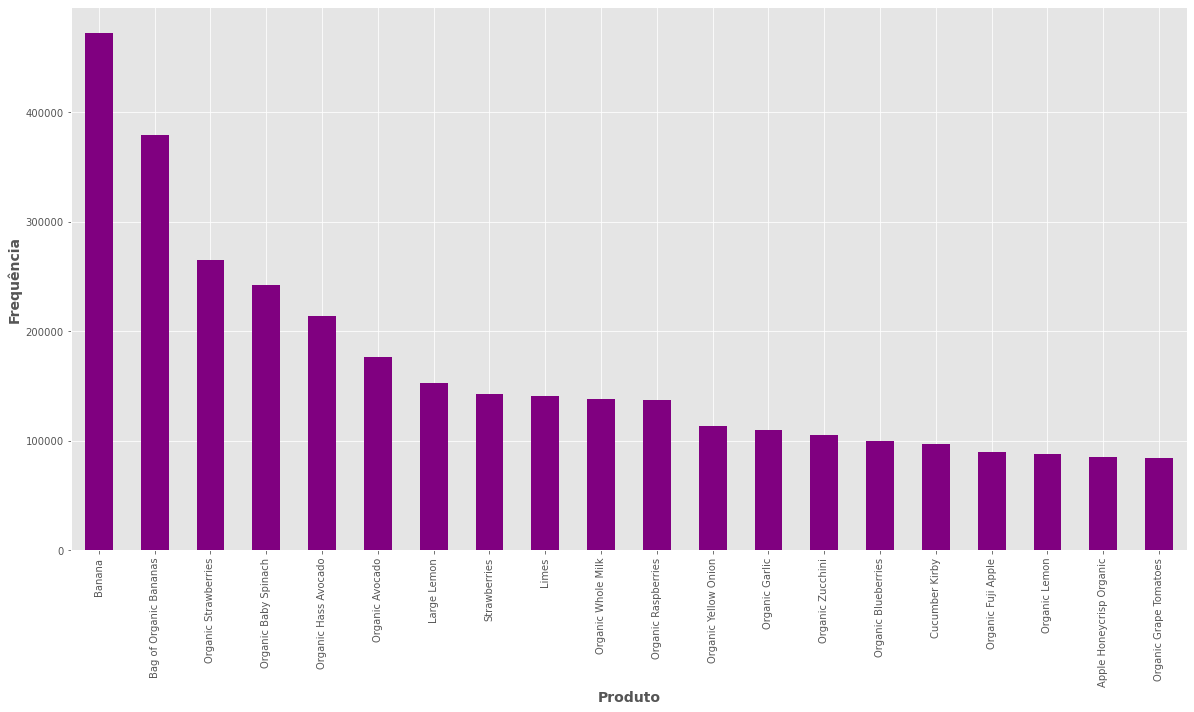 Frequência
400000
300000
200000
100000
0
Banana
Bag of Organic Bananas
Organic Strawberries
Organic Baby Spinach
Organic Hass Avocado
Organic Avocado
Large Lemon
Strawberries
Limes
Organic Whole Milk
Organic Raspberries
Organic Yellow Onion
Organic Garlic
Organic Zucchini
Organic Blueberries
Cucumber Kirby
Organic Fuji Apple
Organic Lemon
Apple Honeycrisp Organic
Organic Grape Tomatoes
Produto